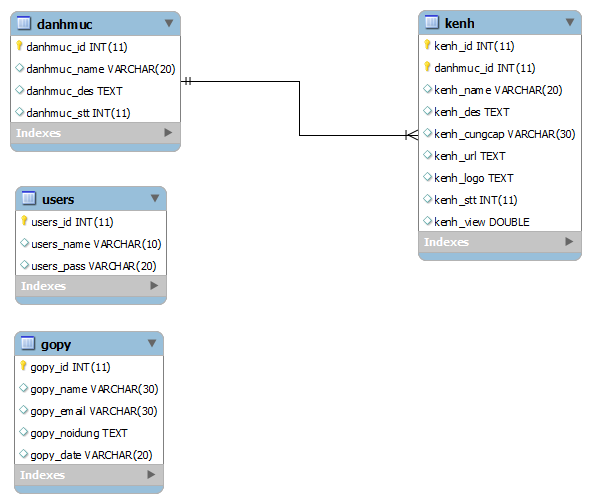 danhmuc
danhmuc_id INT(11)
danhmuc_name VARCHAR(20)
danhmuc_des TEXT
danhmuc_stt INT(11)
Indexes
kenh
kenh_id INT(11)
danhmuc_id INT(11)
kenh_name VARCHAR(20)
kenh_des TEXT
kenh_cungcap VARCHAR(30)
kenh_url TEXT
kenh_logo TEXT
kenh_stt INT(11)
kenh_view DOUBLE
Indexes
users
users_id INT(11)
users_name VARCHAR(10)
users_pass VARCHAR(20)
Indexes
gopy
gopy_id INT(11)
gopy_name VARCHAR(30)
gopy_email VARCHAR(30)
gopy_noidung TEXT
gopy_date VARCHAR(20)
Indexes